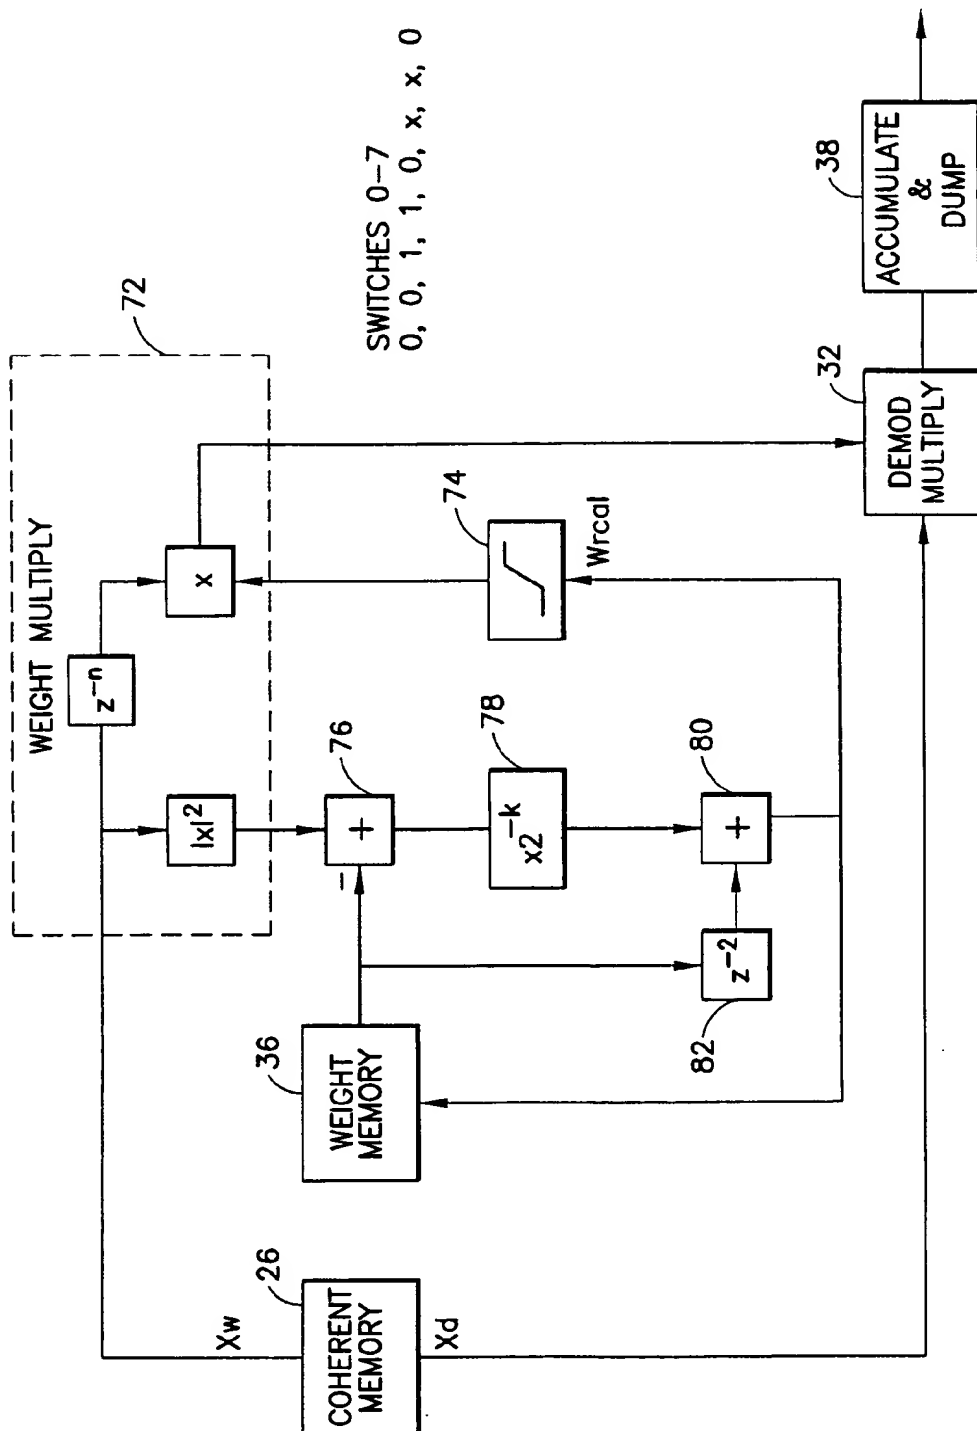 WEIGHT MULTIPLY
72
z⁻ⁿ
|x|²
x
SWITCHES 0-7
0, 0, 1, 1, 0, x, x, 0
Xw
26
COHERENT
MEMORY
Xd
36
WEIGHT
MEMORY
−
+
76
x2⁻ᵏ
78
74
Wrcal
z⁻²
82
+
80
32
DEMOD
MULTIPLY
38
ACCUMULATE
&
DUMP